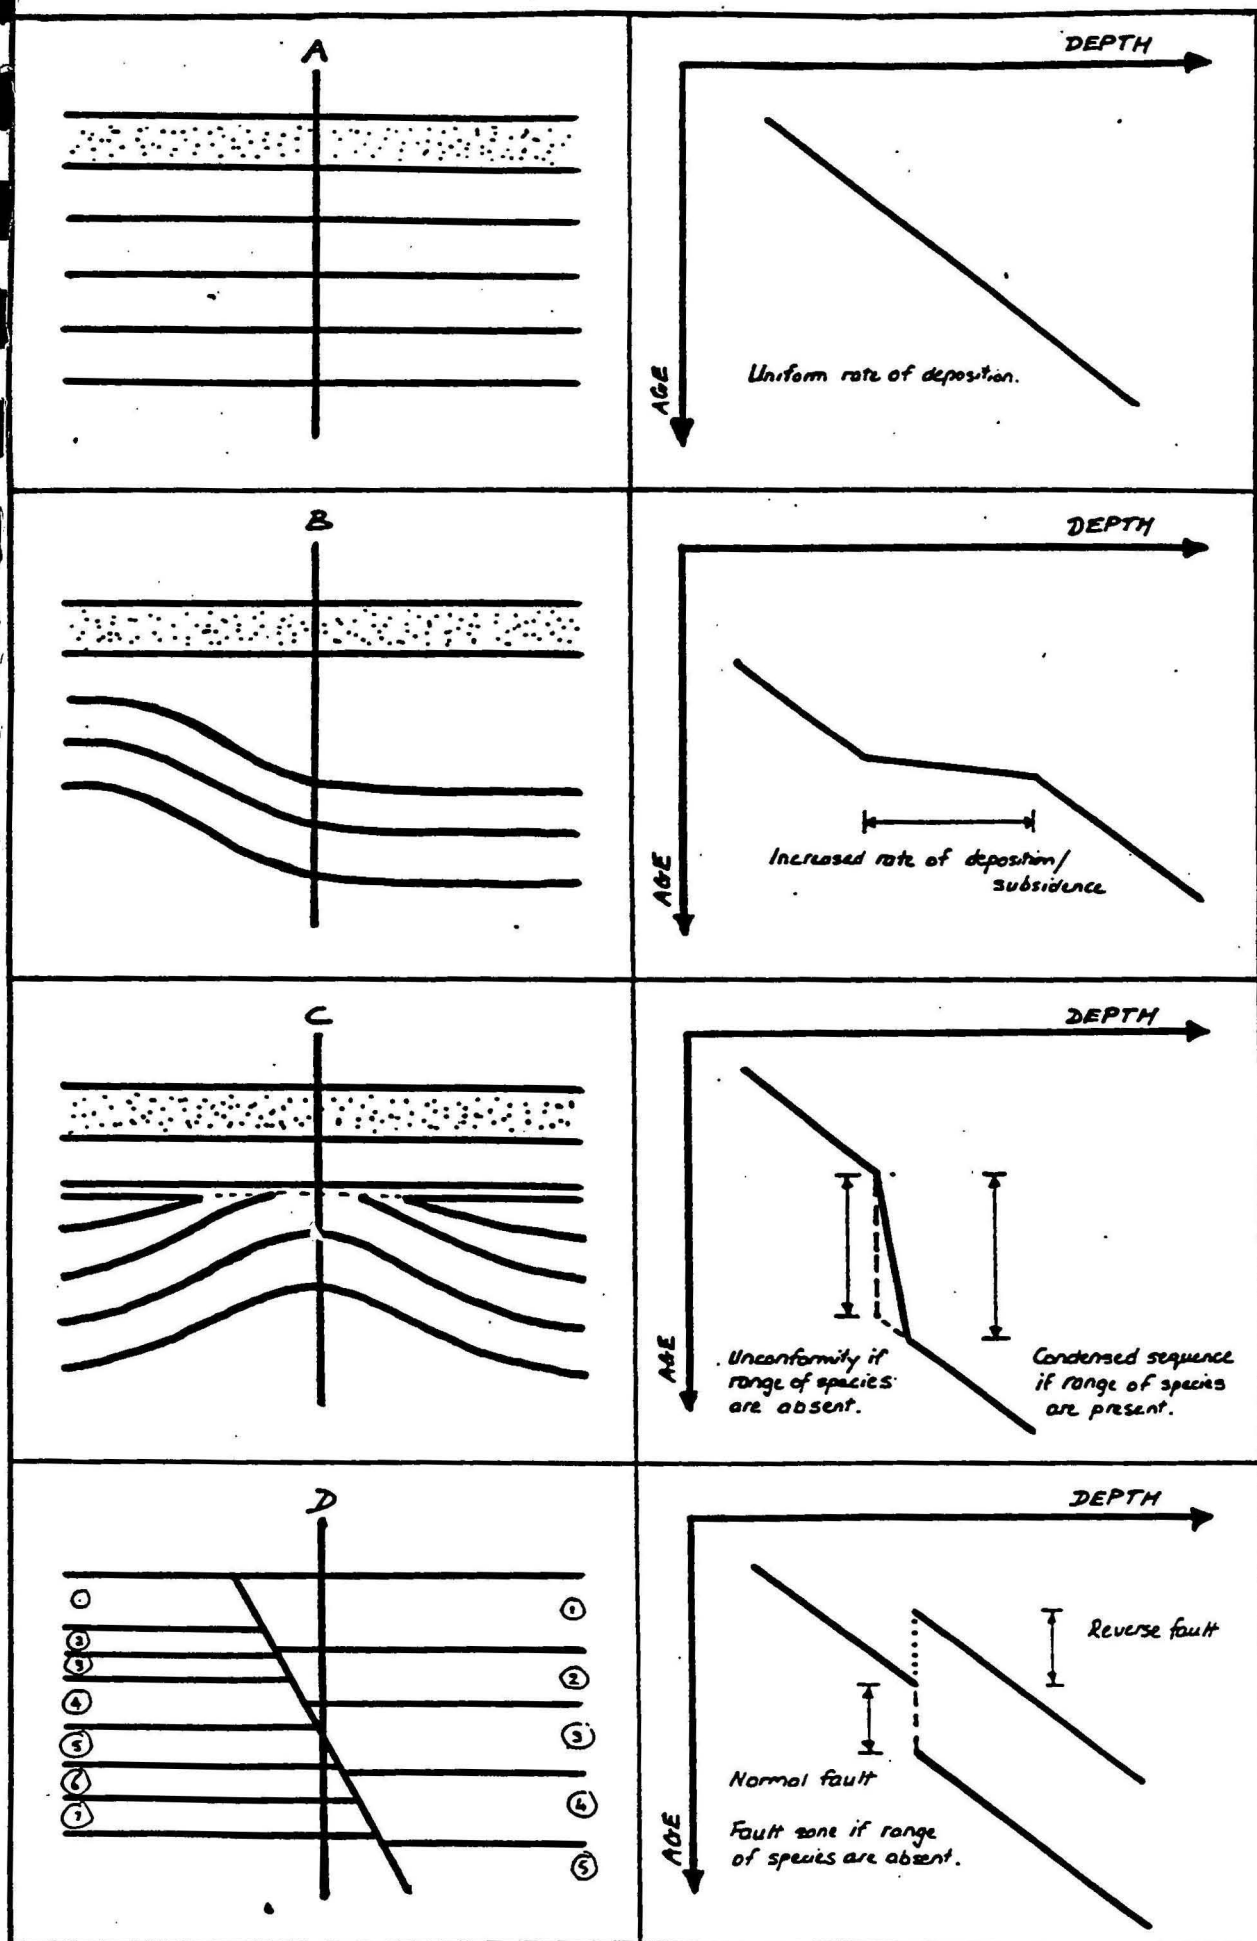 A
DEPTH
AGE
Uniform rate of deposition.
B
DEPTH
AGE
Increased rate of deposition/
subsidence
C
DEPTH
AGE
Unconformity if
range of species
are absent.
Condensed sequence
if range of species
are present.
D
①
②
③
④
⑤
⑥
⑦
①
②
③
④
⑤
DEPTH
AGE
Reverse fault
Normal fault
Fault zone if range
of species are absent.